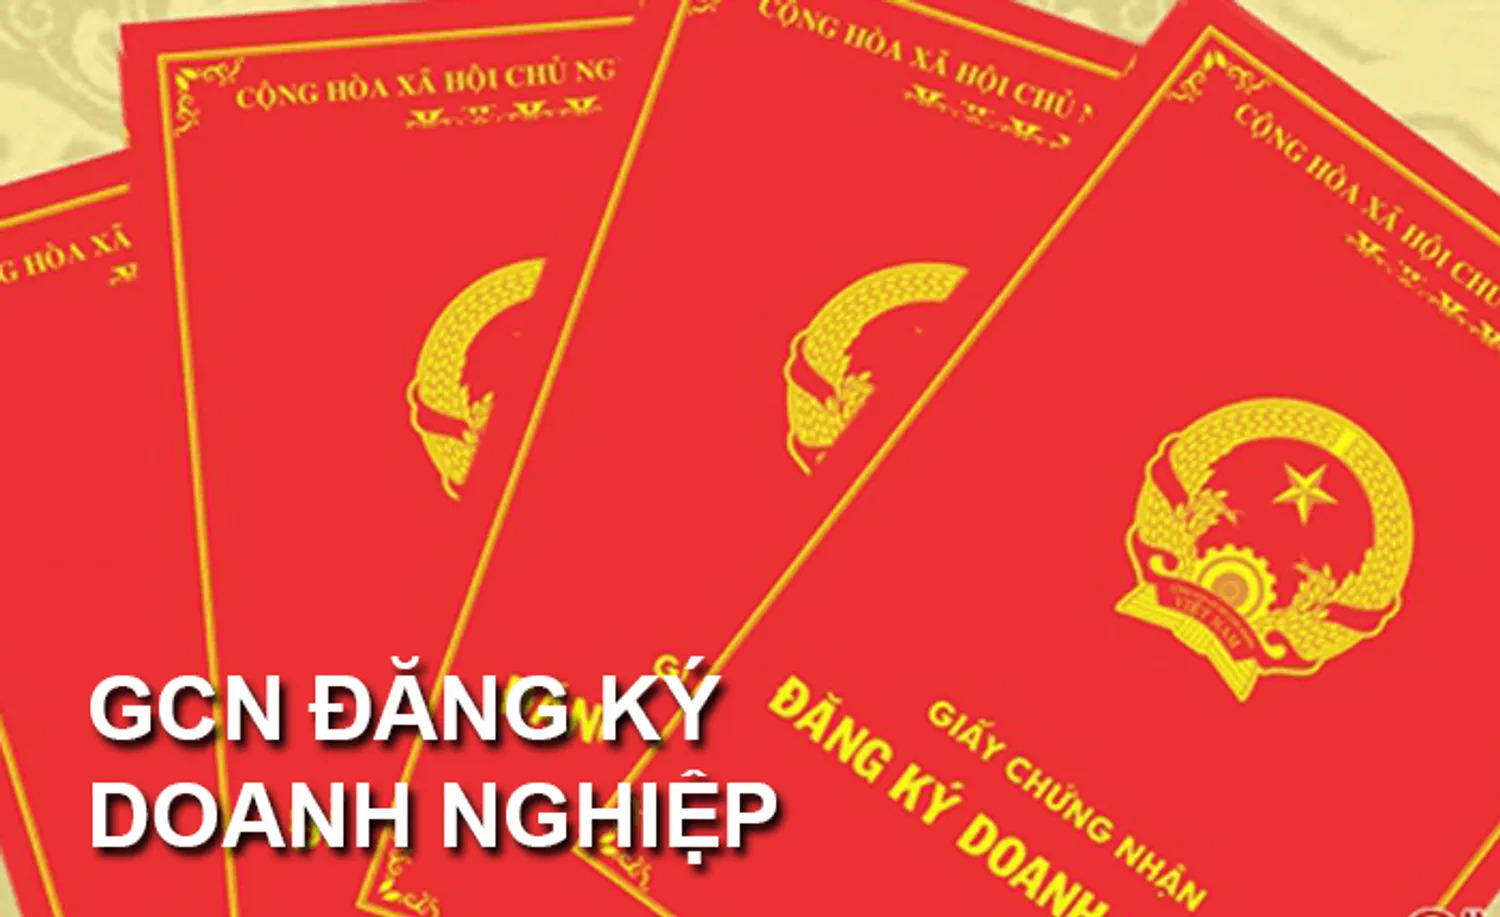 G HÒA XÃ
CỘNG HÒA XÃ HỘI CHỦ NG
CỘNG HÒA XÃ HỘI CHỦ
CỘNG HÒA XÃ HỘI CHỦ
VIỆT NAM
GIẤY CHỨNG NHẬN
ĐĂNG KÝ DOANH
GCN ĐĂNG KÝ
DOANH NGHIỆP